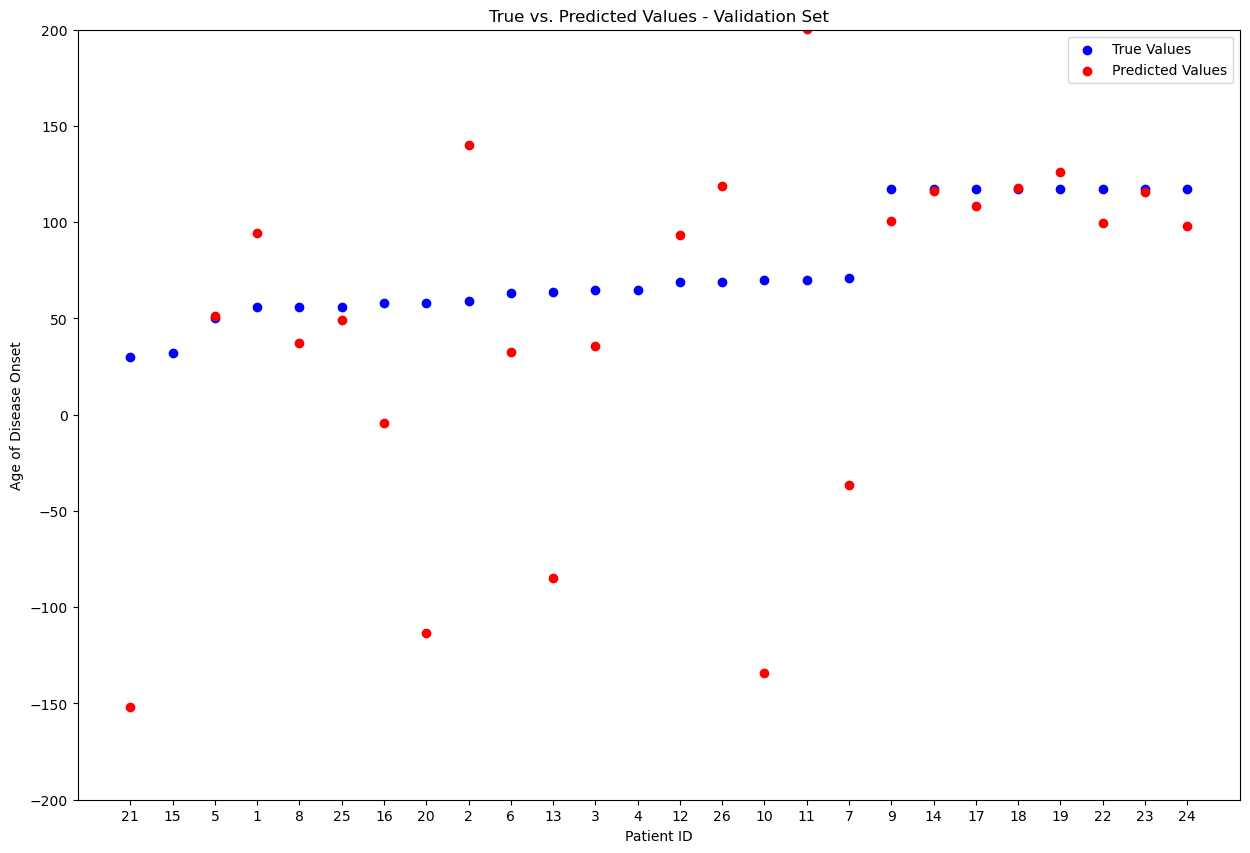 True vs. Predicted Values - Validation Set
True Values
Predicted Values
200
150
100
50
0
−50
−100
−150
−200
Age of Disease Onset
21 15 5 1 8 25 16 20 2 6 13 3 4 12 26 10 11 7 9 14 17 18 19 22 23 24
Patient ID